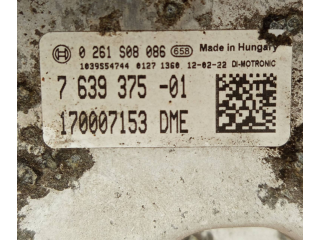 0 261 S08 086 658 Made in Hungary
1039S54744 0127 1360 12-02-22 DI-MOTRONIC
7 639 375 -01
170007153 DME